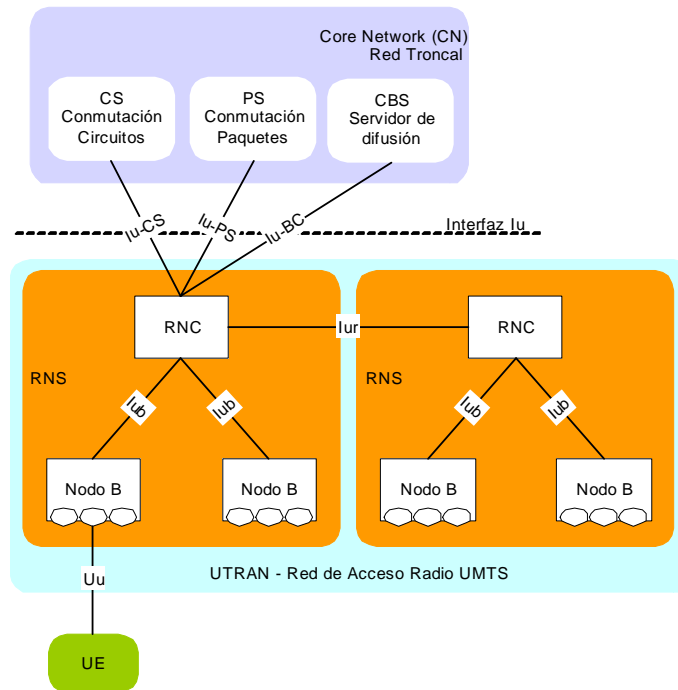 Core Network (CN)
Red Troncal
CS
Conmutación
Circuitos
PS
Conmutación
Paquetes
CBS
Servidor de
difusión
Iu-CS
Iu-PS
Iu-BC
Interfaz Iu
RNC
Iur
RNC
RNS
RNS
Iub
Iub
Iub
Iub
Nodo B
Nodo B
Nodo B
Nodo B
Uu
UTRAN - Red de Acceso Radio UMTS
UE